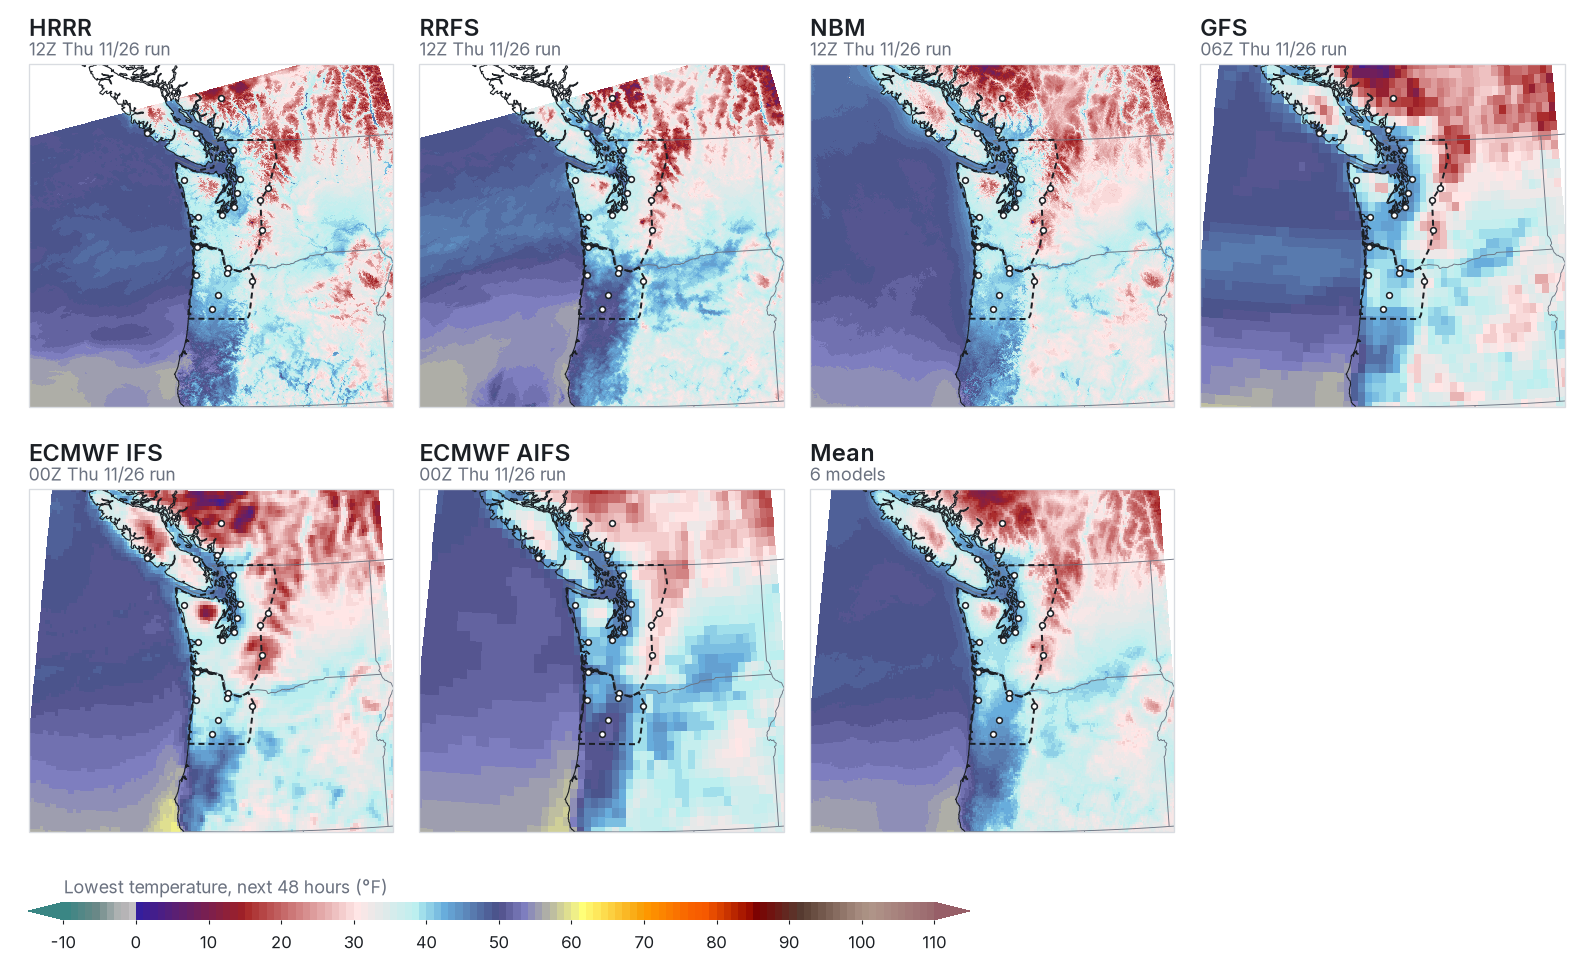 HRRR
12Z Thu 11/26 run
RRFS
12Z Thu 11/26 run
NBM
12Z Thu 11/26 run
GFS
06Z Thu 11/26 run
ECMWF IFS
00Z Thu 11/26 run
ECMWF AIFS
00Z Thu 11/26 run
Mean
6 models
Lowest temperature, next 48 hours (°F)
-10 0 10 20 30 40 50 60 70 80 90 100 110